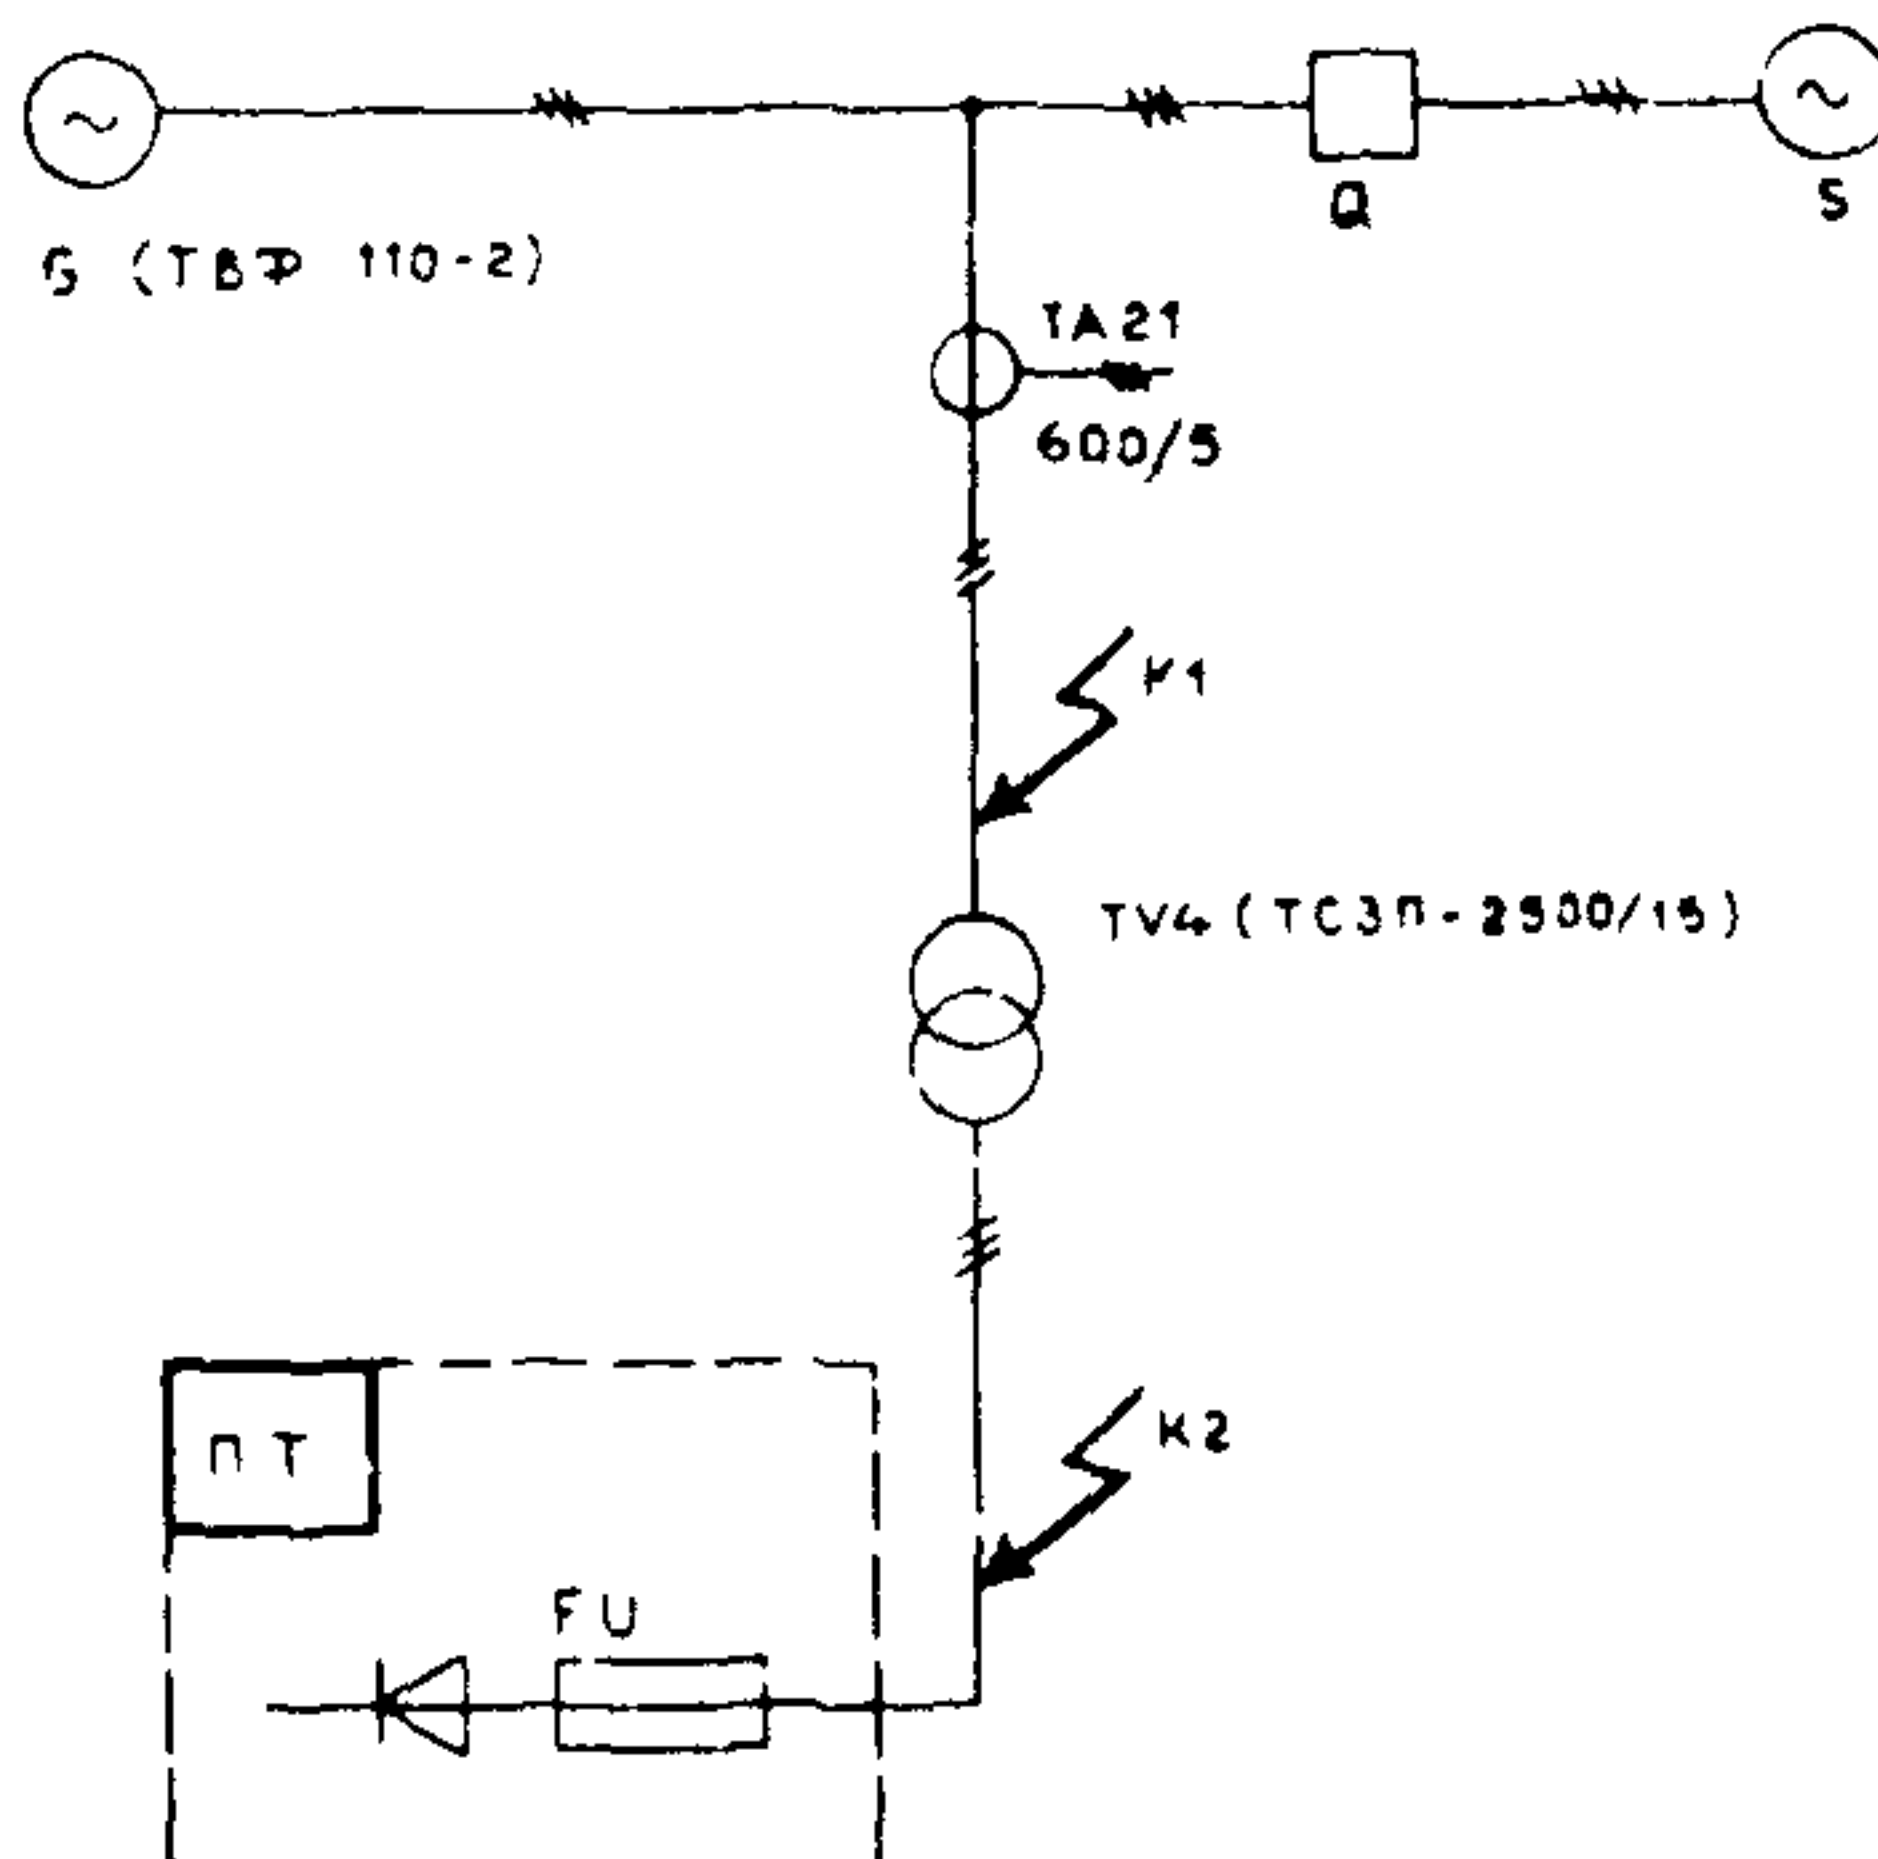 Q
S
G (ТВФ 110-2)
TA21
600/5
K1
TV4 (ТСЗП-2500/15)
ПТ
K2
FU